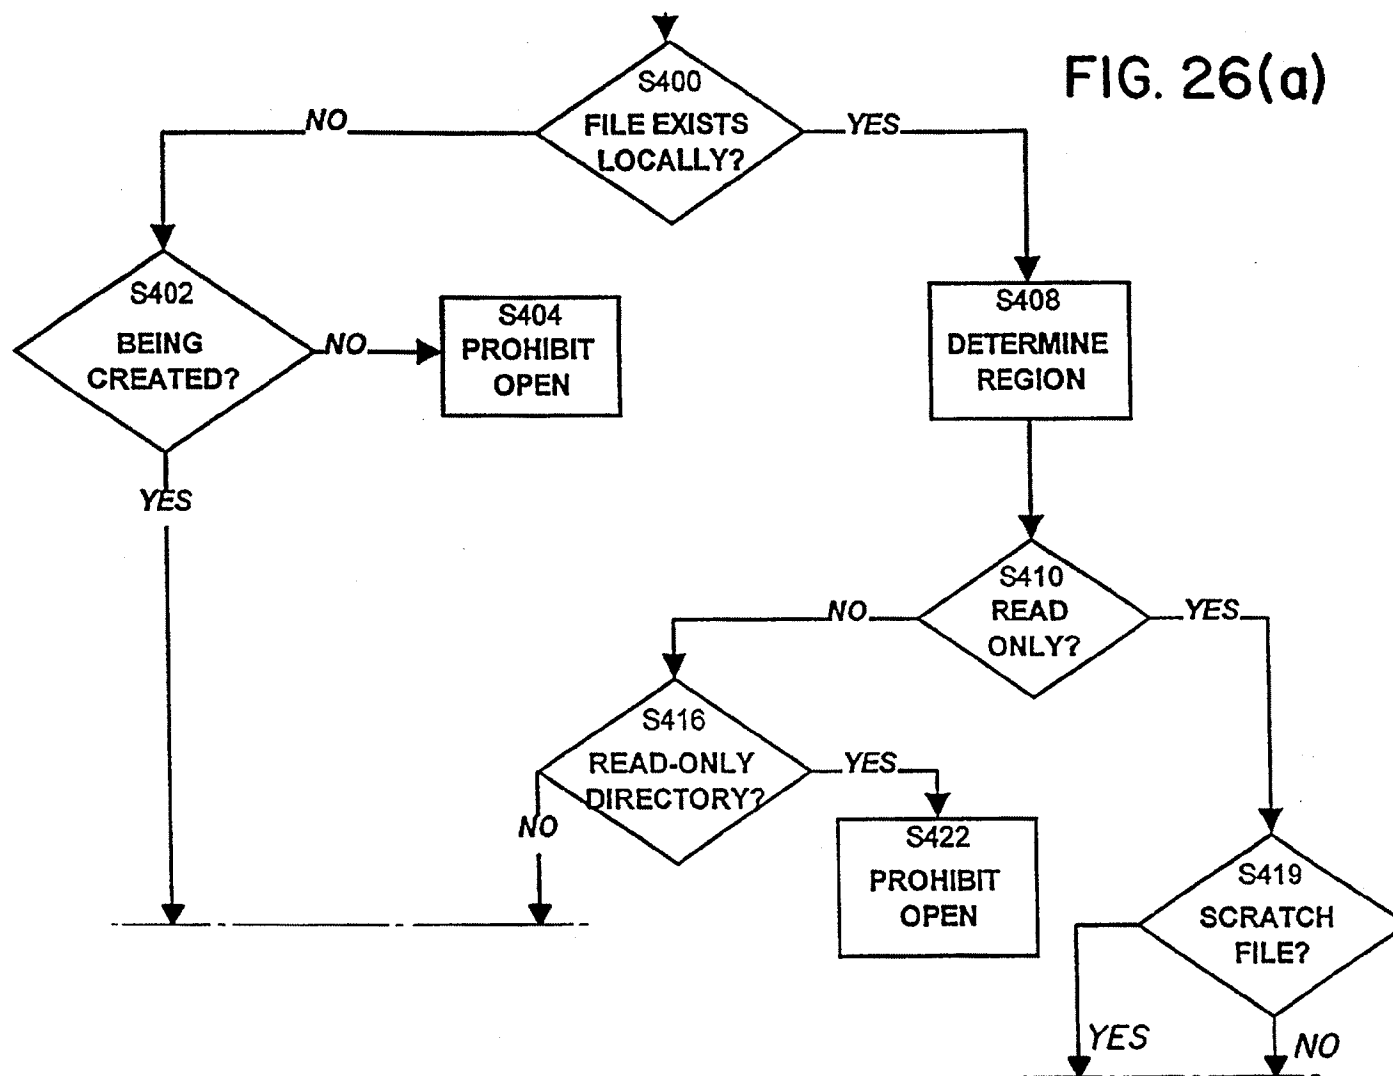 FIG. 26(a)
S400
FILE EXISTS
LOCALLY?
NO
YES
S402
BEING
CREATED?
NO
S404
PROHIBIT
OPEN
S408
DETERMINE
REGION
YES
S410
READ
ONLY?
NO
YES
S416
READ-ONLY
DIRECTORY?
YES
NO
S422
PROHIBIT
OPEN
S419
SCRATCH
FILE?
YES
NO